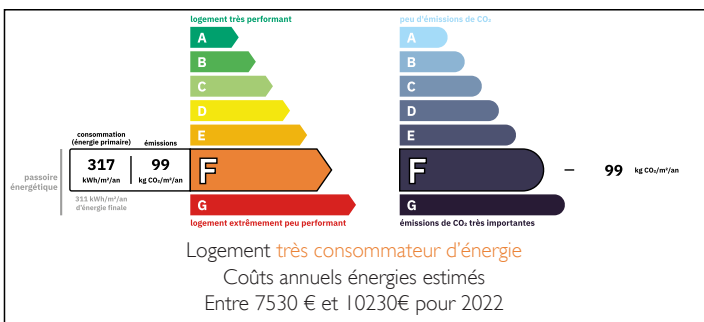 logement très performant
A
B
C
D
E
consommation
(énergie primaire)
émissions
317
kWh/m²/an
99
kg CO₂/m²/an
F
passoire
énergétique
311 kWh/m²/an
d'énergie finale
G
logement extrêmement peu performant
peu d'émissions de CO₂
A
B
C
D
E
F
99 kg CO₂/m²/an
G
émissions de CO₂ très importantes
Logement très consommateur d'énergie
Coûts annuels énergies estimés
Entre 7530 € et 10230€ pour 2022